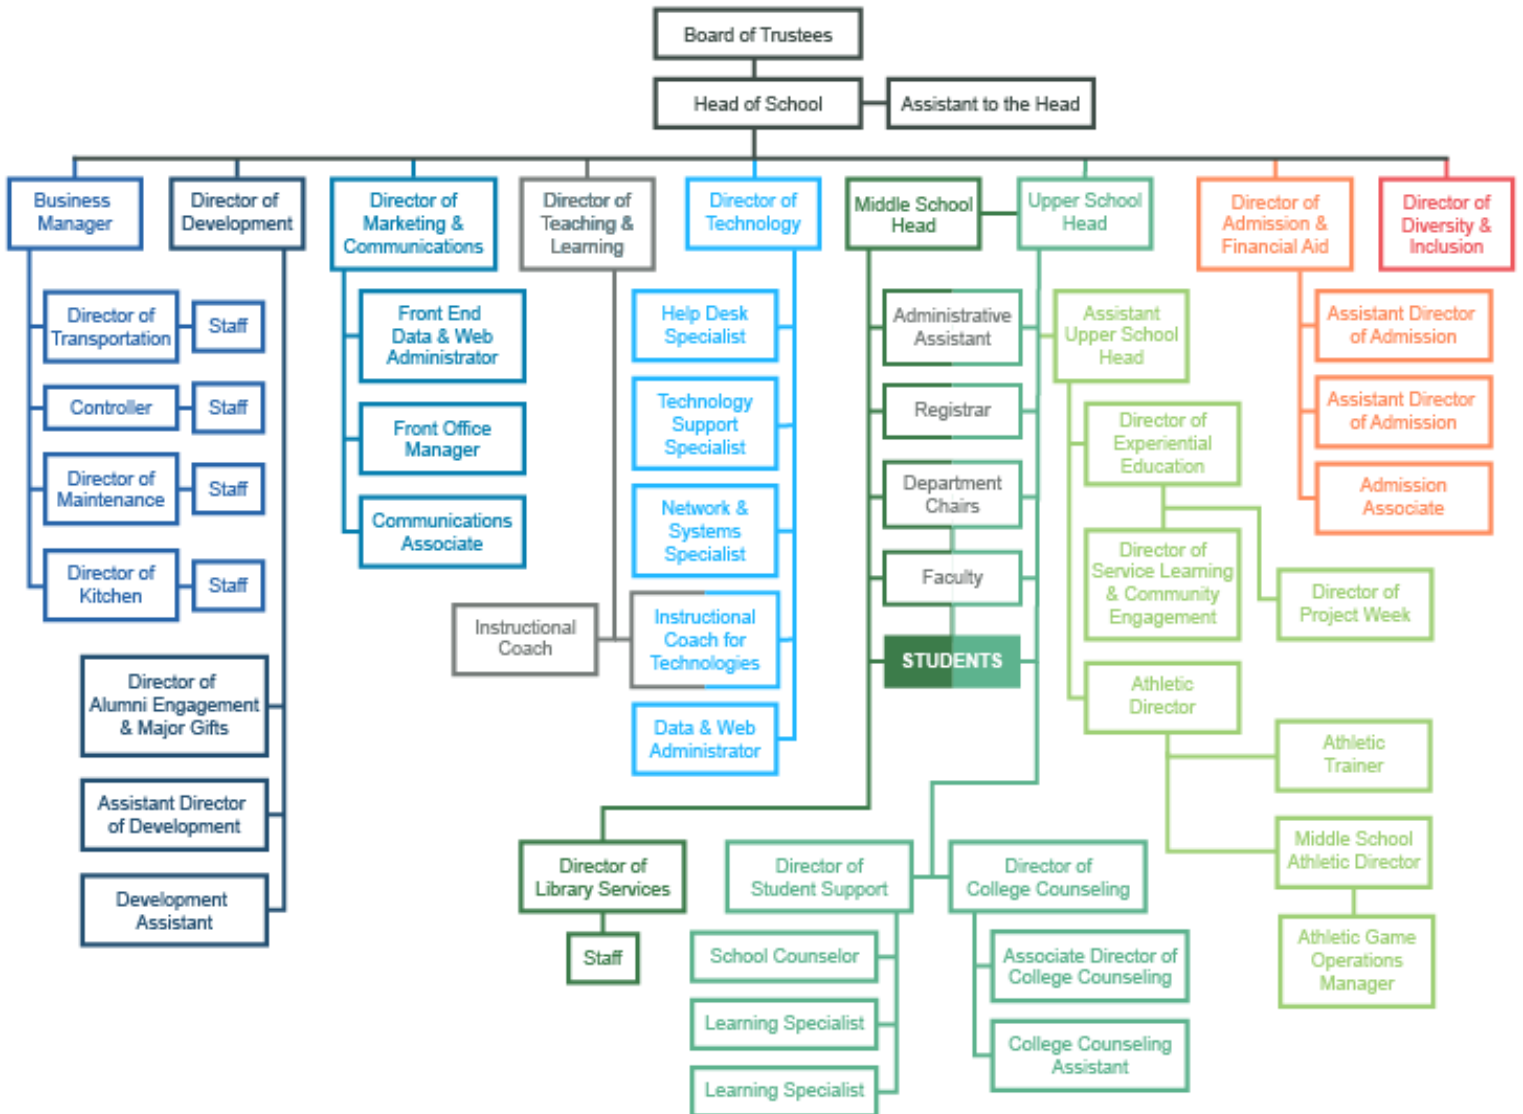 Board of Trustees
Head of School
Assistant to the Head
Business
Manager
Director of
Development
Director of
Marketing &
Communications
Director of
Teaching &
Learning
Director of
Technology
Middle School
Head
Upper School
Head
Director of
Admission &
Financial Aid
Director of
Diversity &
Inclusion
Director of
Transportation
Staff
Controller
Staff
Director of
Maintenance
Staff
Director of
Kitchen
Staff
Director of
Alumni Engagement
& Major Gifts
Assistant Director
of Development
Development
Assistant
Front End
Data & Web
Administrator
Front Office
Manager
Communications
Associate
Instructional
Coach
Help Desk
Specialist
Technology
Support
Specialist
Network &
Systems
Specialist
Instructional
Coach for
Technologies
Data & Web
Administrator
Administrative
Assistant
Registrar
Department
Chairs
Faculty
STUDENTS
Director of
Library Services
Staff
Director of
Student Support
School Counselor
Learning Specialist
Learning Specialist
Director of
College Counseling
Associate Director of
College Counseling
College Counseling
Assistant
Assistant
Upper School
Head
Director of
Experiential
Education
Director of
Service Learning
& Community
Engagement
Director of
Project Week
Athletic
Director
Athletic
Trainer
Middle School
Athletic Director
Athletic Game
Operations
Manager
Assistant Director
of Admission
Assistant Director
of Admission
Admission
Associate